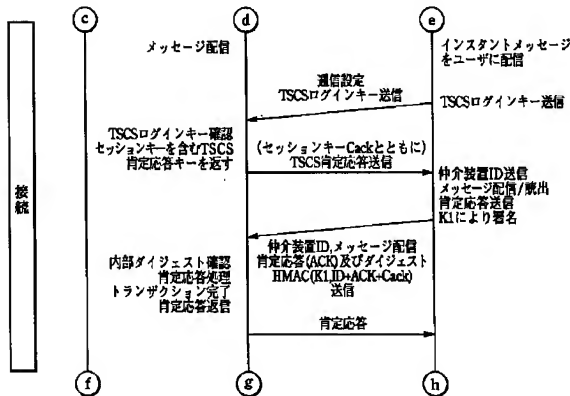 c
d
e
メッセージ配信
インスタントメッセージ
をユーザに配信
通信設定
TSCSログインキー送信
TSCSログインキー送信
TSCSログインキー確認
セッションキーを含むTSCS
肯定応答キーを返す
(セッションキーCackとともに)
TSCS肯定応答送信
接続
仲介装置ID送信
メッセージ配信/読出
肯定応答送信
K1により署名
仲介装置ID,メッセージ配信
肯定応答(ACK)及びダイジェスト
HMAC(K1,ID+ACK+Cack)
送信
内部ダイジェスト確認
肯定応答処理
トランザクション完了
肯定応答返信
肯定応答
f
g
h